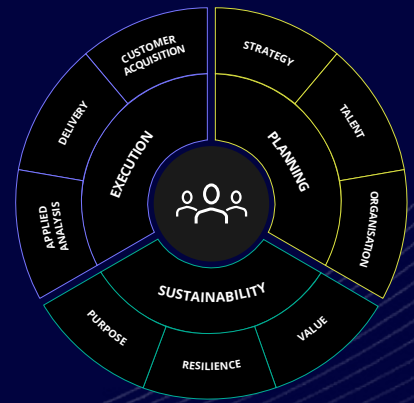 CUSTOMER
ACQUISITION
STRATEGY
DELIVERY
TALENT
EXECUTION
PLANNING
APPLIED
ANALYSIS
ORGANISATION
SUSTAINABILITY
PURPOSE
RESILIENCE
VALUE